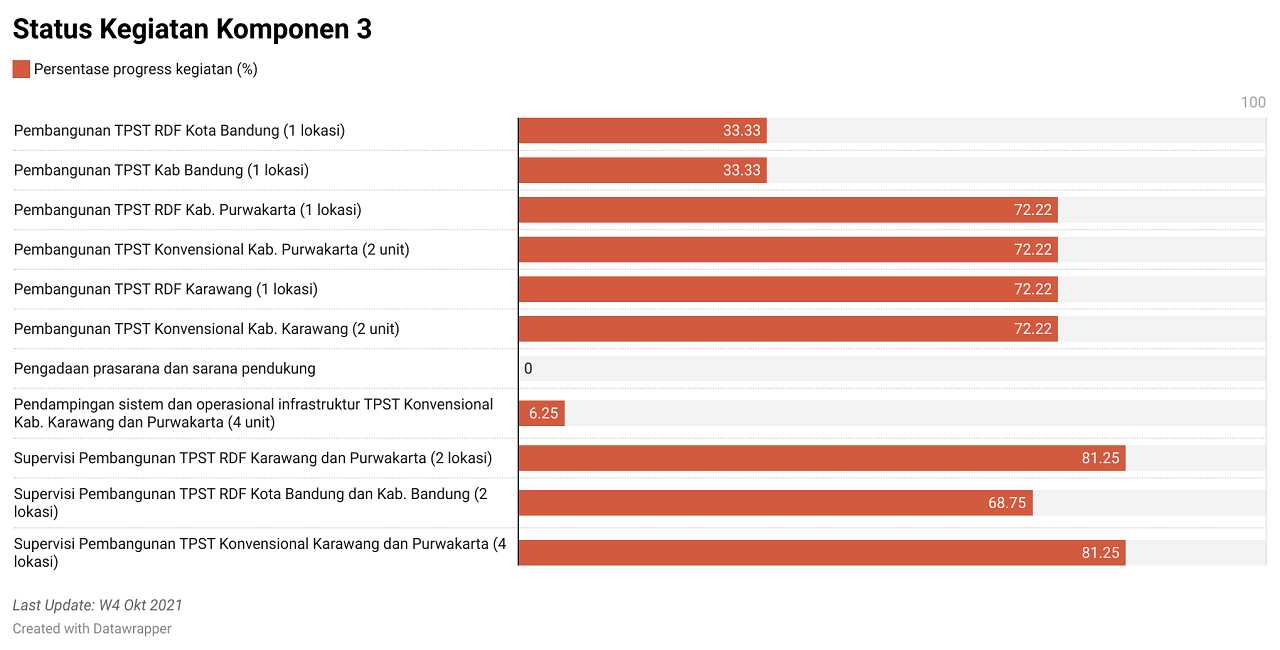 Status Kegiatan Komponen 3
Persentase progress kegiatan (%)
100
Pembangunan TPST RDF Kota Bandung (1 lokasi) 33.33
Pembangunan TPST Kab Bandung (1 lokasi) 33.33
Pembangunan TPST RDF Kab. Purwakarta (1 lokasi) 72.22
Pembangunan TPST Konvensional Kab. Purwakarta (2 unit) 72.22
Pembangunan TPST RDF Karawang (1 lokasi) 72.22
Pembangunan TPST Konvensional Kab. Karawang (2 unit) 72.22
Pengadaan prasarana dan sarana pendukung 0
Pendampingan sistem dan operasional infrastruktur TPST Konvensional
Kab. Karawang dan Purwakarta (4 unit) 6.25
Supervisi Pembangunan TPST RDF Karawang dan Purwakarta (2 lokasi) 81.25
Supervisi Pembangunan TPST RDF Kota Bandung dan Kab. Bandung (2
lokasi) 68.75
Supervisi Pembangunan TPST Konvensional Karawang dan Purwakarta (4
lokasi) 81.25
Last Update: W4 Okt 2021
Created with Datawrapper